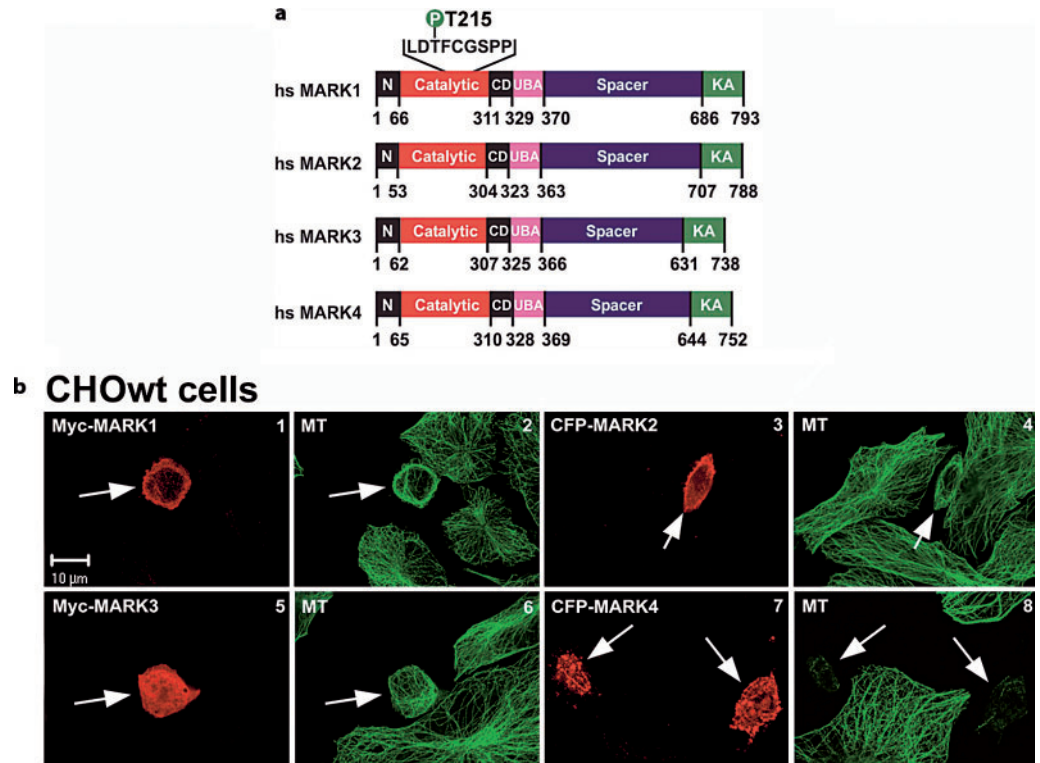 a
P T215
LDTFCGSPP
hs MARK1 N Catalytic CD UBA Spacer KA
1 66 311 329 370 686 793
hs MARK2 N Catalytic CD UBA Spacer KA
1 53 304 323 363 707 788
hs MARK3 N Catalytic CD UBA Spacer KA
1 62 307 325 366 631 738
hs MARK4 N Catalytic CD UBA Spacer KA
1 65 310 328 369 644 752
b CHOwt cells
Myc-MARK1 1 MT 2 CFP-MARK2 3 MT 4
10 µm
Myc-MARK3 5 MT 6 CFP-MARK4 7 MT 8